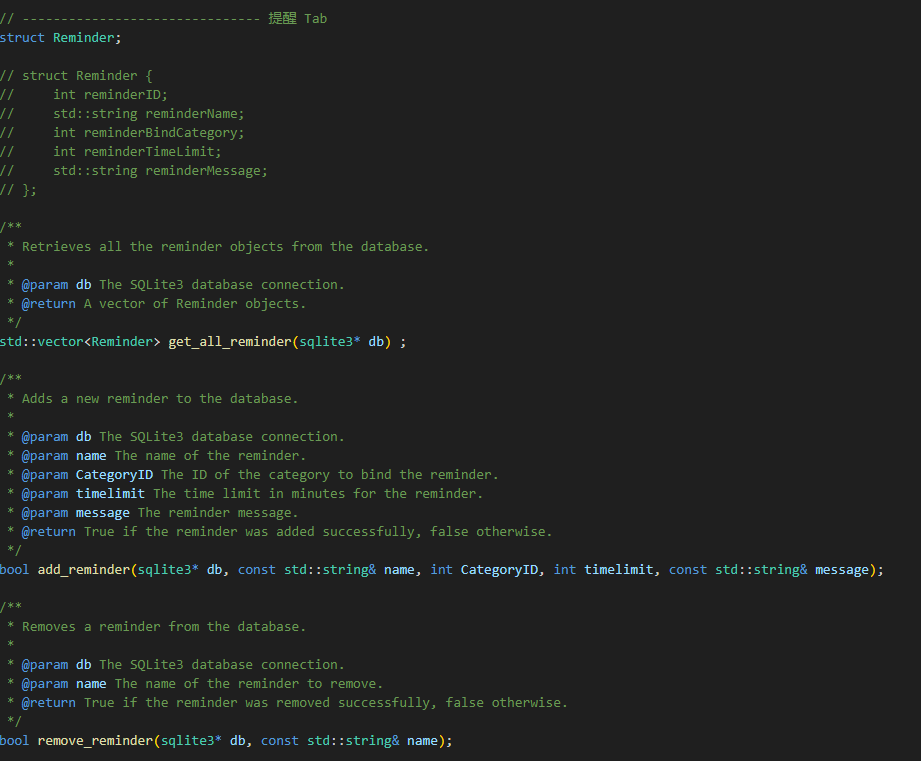 // ------------------------------- 提醒 Tab
struct Reminder;
// struct Reminder {
//     int reminderID;
//     std::string reminderName;
//     int reminderBindCategory;
//     int reminderTimeLimit;
//     std::string reminderMessage;
// };
/**
 * Retrieves all the reminder objects from the database.
 *
 * @param db The SQLite3 database connection.
 * @return A vector of Reminder objects.
 */
std::vector<Reminder> get_all_reminder(sqlite3* db) ;
/**
 * Adds a new reminder to the database.
 *
 * @param db The SQLite3 database connection.
 * @param name The name of the reminder.
 * @param CategoryID The ID of the category to bind the reminder.
 * @param timelimit The time limit in minutes for the reminder.
 * @param message The reminder message.
 * @return True if the reminder was added successfully, false otherwise.
 */
bool add_reminder(sqlite3* db, const std::string& name, int CategoryID, int timelimit, const std::string& message);
/**
 * Removes a reminder from the database.
 *
 * @param db The SQLite3 database connection.
 * @param name The name of the reminder to remove.
 * @return True if the reminder was removed successfully, false otherwise.
 */
bool remove_reminder(sqlite3* db, const std::string& name);